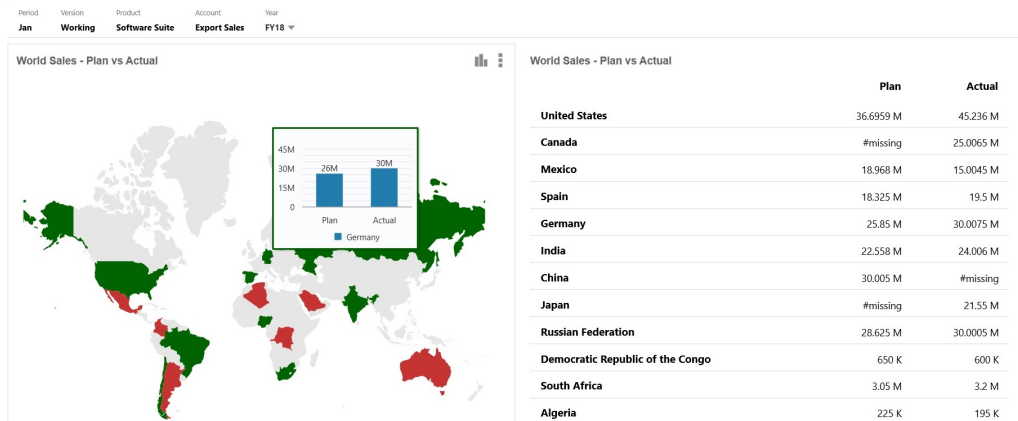 Period Version Product Account Year
Jan Working Software Suite Export Sales FY18
World Sales - Plan vs Actual
45M
30M
15M
0
26M 30M
Plan Actual
Germany
World Sales - Plan vs Actual
Plan Actual
United States 36.6959 M 45.236 M
Canada #missing 25.0065 M
Mexico 18.968 M 15.0045 M
Spain 18.325 M 19.5 M
Germany 25.85 M 30.0075 M
India 22.558 M 24.006 M
China 30.005 M #missing
Japan #missing 21.55 M
Russian Federation 28.625 M 30.0005 M
Democratic Republic of the Congo 650 K 600 K
South Africa 3.05 M 3.2 M
Algeria 225 K 195 K